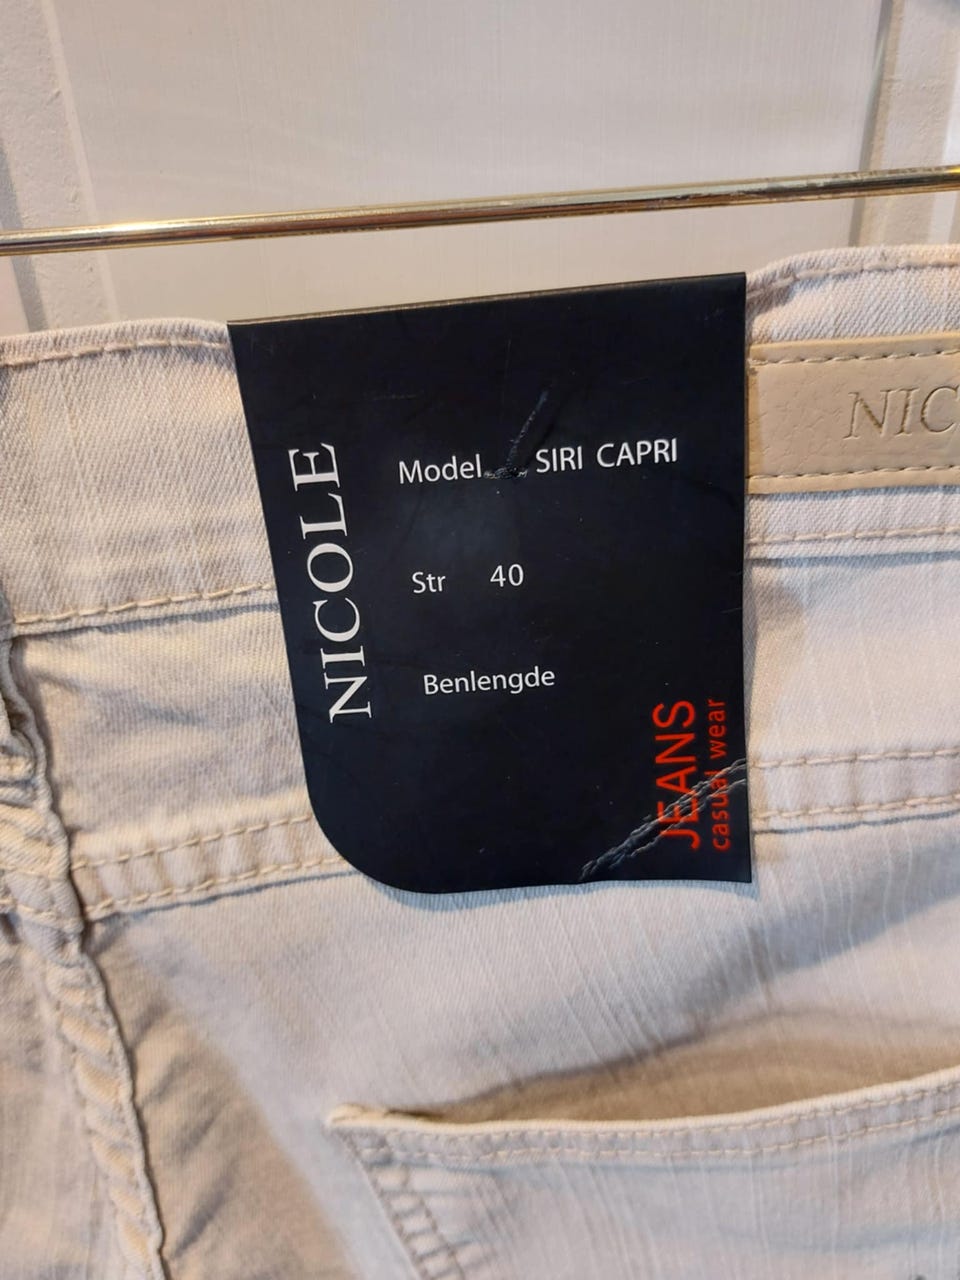 NICOLE
Model SIRI CAPRI
Str 40
Benlengde
JEANS
casual wear
NIC